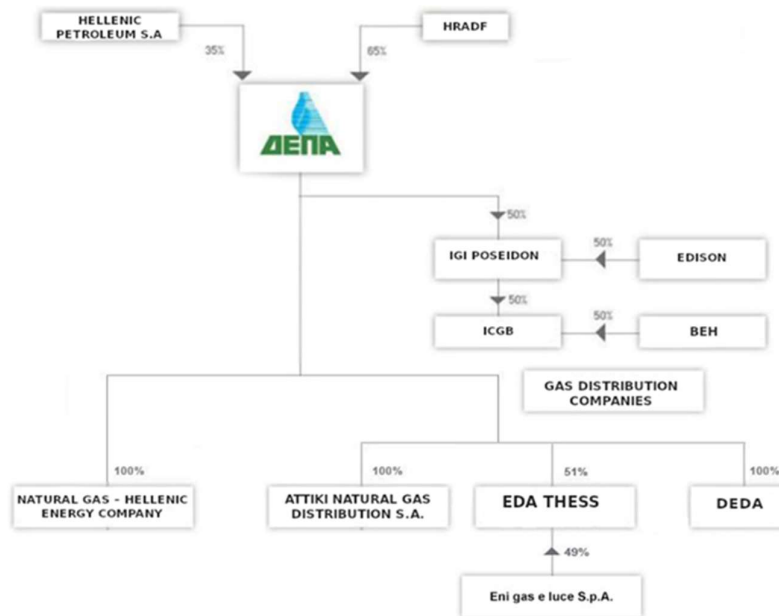 HELLENIC
PETROLEUM S.A
HRADF
35%
65%
ΔΕΠΑ
50%
IGI POSEIDON
50%
EDISON
50%
ICGB
50%
BEH
GAS DISTRIBUTION
COMPANIES
100%
100%
51%
100%
NATURAL GAS – HELLENIC
ENERGY COMPANY
ATTIKI NATURAL GAS
DISTRIBUTION S.A.
EDA THESS
DEDA
49%
Eni gas e luce S.p.A.